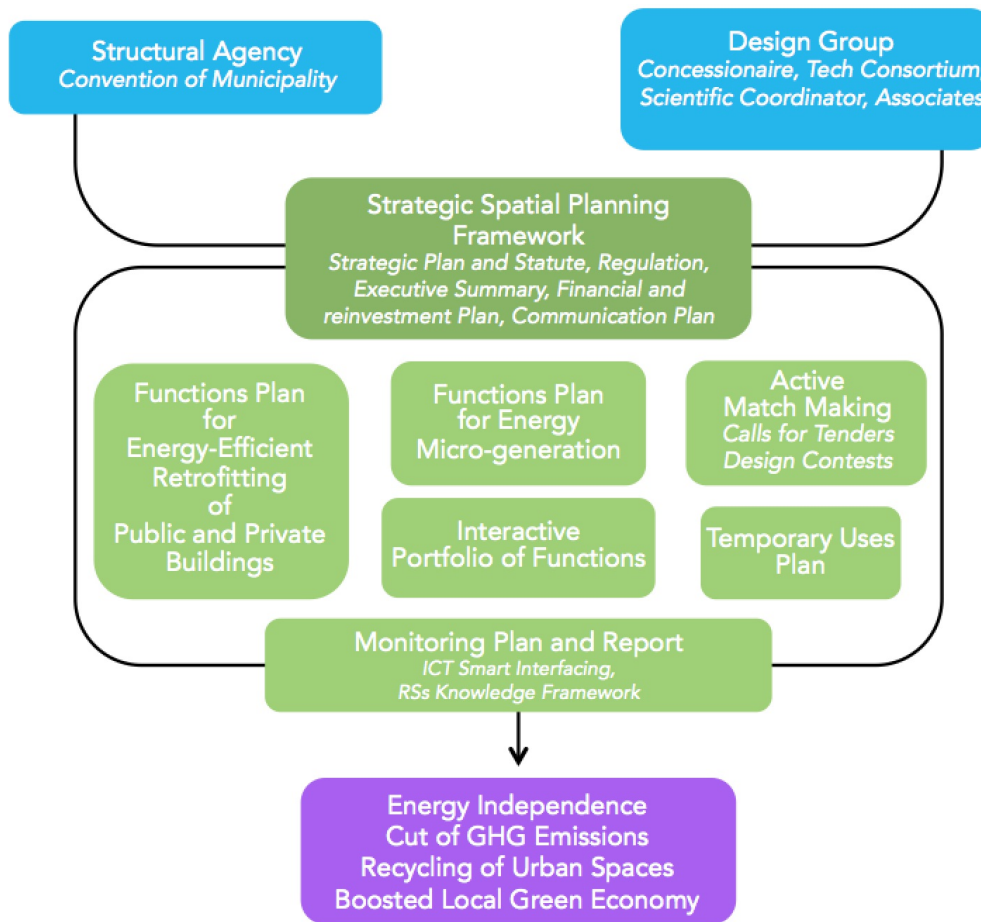 Structural Agency
Convention of Municipality
Design Group
Concessionaire, Tech Consortium,
Scientific Coordinator, Associates
Strategic Spatial Planning
Framework
Strategic Plan and Statute, Regulation,
Executive Summary, Financial and
reinvestment Plan, Communication Plan
Functions Plan
for
Energy-Efficient
Retrofitting
of
Public and Private
Buildings
Functions Plan
for Energy
Micro-generation
Active
Match Making
Calls for Tenders
Design Contests
Interactive
Portfolio of Functions
Temporary Uses
Plan
Monitoring Plan and Report
ICT Smart Interfacing,
RSs Knowledge Framework
Energy Independence
Cut of GHG Emissions
Recycling of Urban Spaces
Boosted Local Green Economy